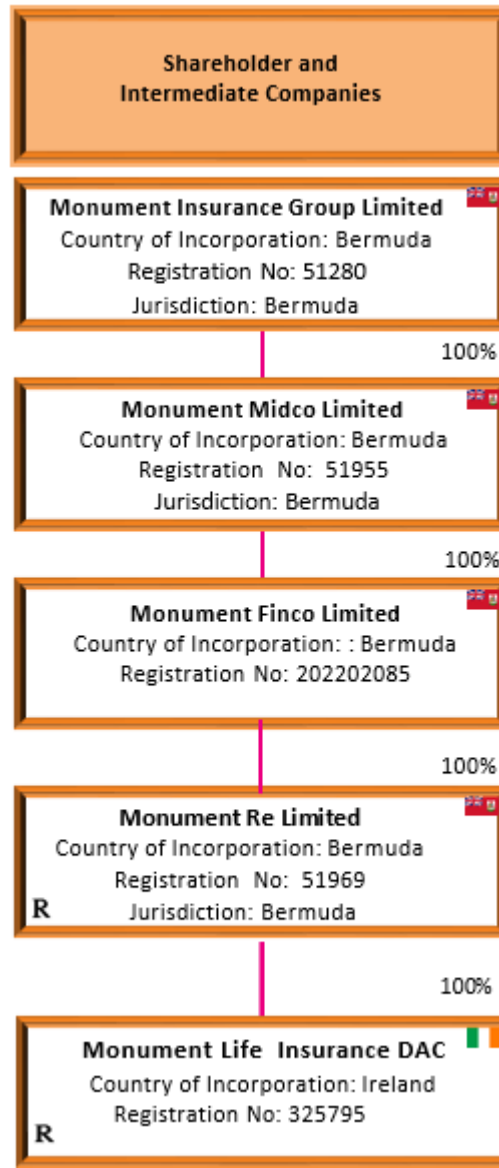 Shareholder and
Intermediate Companies
Monument Insurance Group Limited
Country of Incorporation: Bermuda
Registration No: 51280
Jurisdiction: Bermuda
100%
Monument Midco Limited
Country of Incorporation: Bermuda
Registration No: 51955
Jurisdiction: Bermuda
100%
Monument Finco Limited
Country of Incorporation: : Bermuda
Registration No: 202202085
100%
Monument Re Limited
Country of Incorporation: Bermuda
Registration No: 51969
R Jurisdiction: Bermuda
100%
Monument Life Insurance DAC
Country of Incorporation: Ireland
Registration No: 325795
R